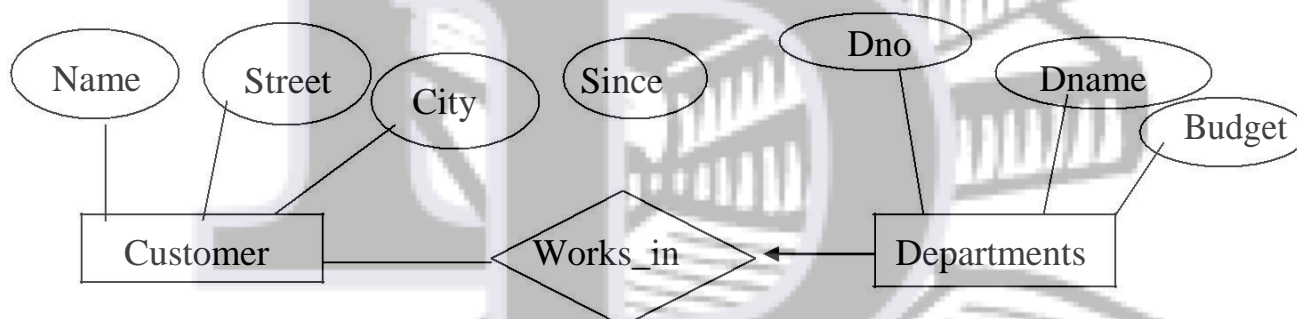 Name
Street
City
Since
Dno
Dname
Budget
Customer
Works_in
Departments